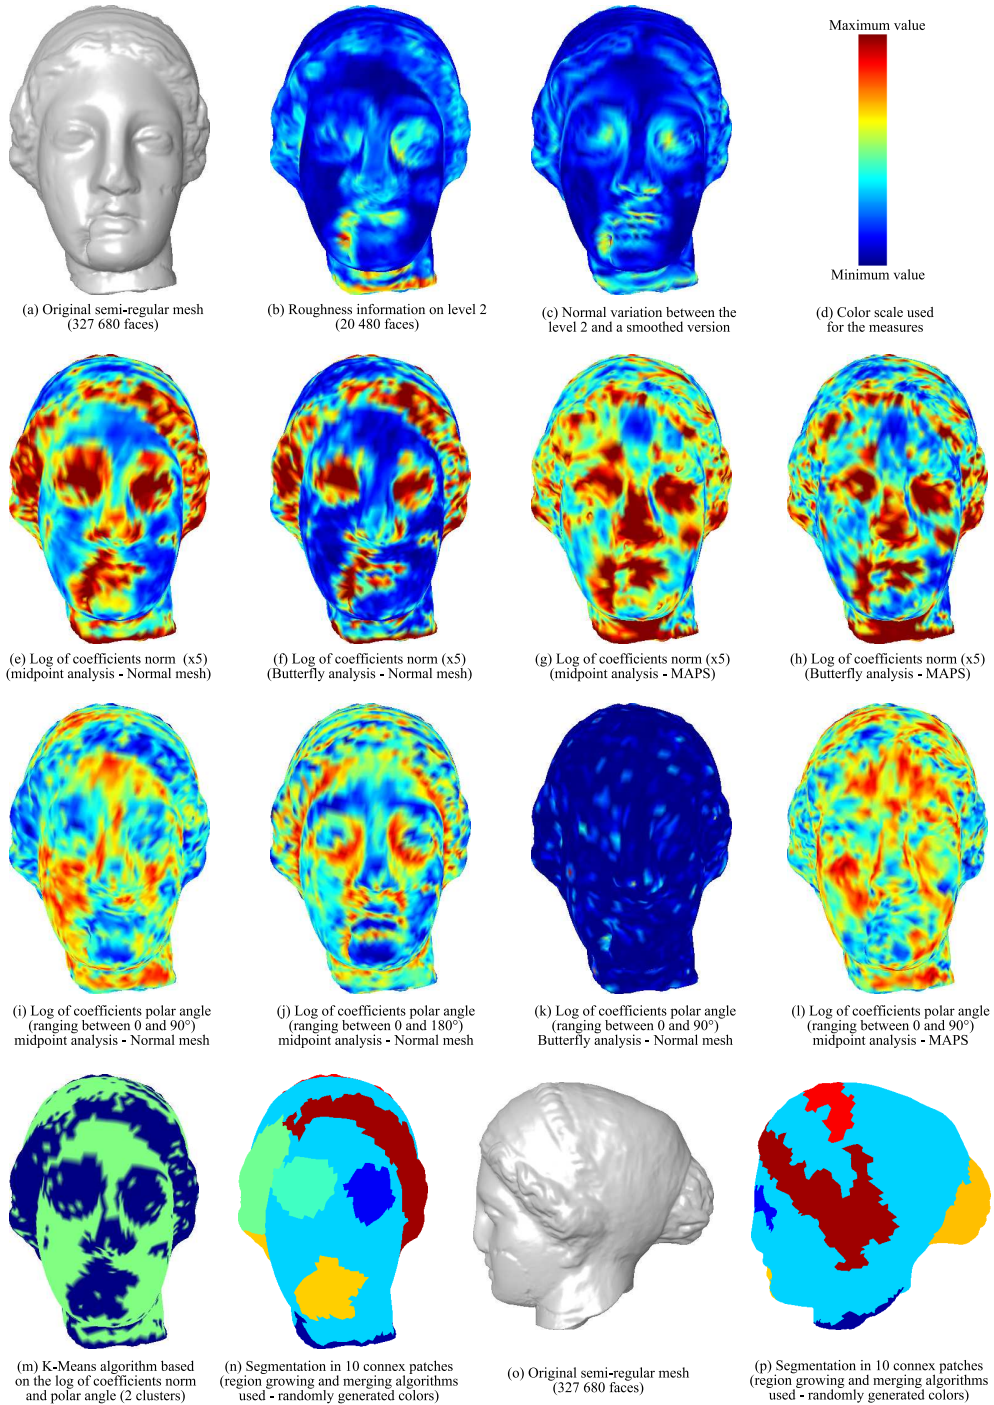 Maximum value
Minimum value
(a) Original semi-regular mesh
(327 680 faces)
(b) Roughness information on level 2
(20 480 faces)
(c) Normal variation between the
level 2 and a smoothed version
(d) Color scale used
for the measures
(e) Log of coefficients norm (x5)
(midpoint analysis - Normal mesh)
(f) Log of coefficients norm (x5)
(Butterfly analysis - Normal mesh)
(g) Log of coefficients norm (x5)
(midpoint analysis - MAPS)
(h) Log of coefficients norm (x5)
(Butterfly analysis - MAPS)
(i) Log of coefficients polar angle
(ranging between 0 and 90°)
midpoint analysis - Normal mesh
(j) Log of coefficients polar angle
(ranging between 0 and 180°)
midpoint analysis - Normal mesh
(k) Log of coefficients polar angle
(ranging between 0 and 90°)
Butterfly analysis - Normal mesh
(l) Log of coefficients polar angle
(ranging between 0 and 90°)
midpoint analysis - MAPS
(m) K-Means algorithm based
on the log of coefficients norm
and polar angle (2 clusters)
(n) Segmentation in 10 connex patches
(region growing and merging algorithms
used - randomly generated colors)
(o) Original semi-regular mesh
(327 680 faces)
(p) Segmentation in 10 connex patches
(region growing and merging algorithms
used - randomly generated colors)